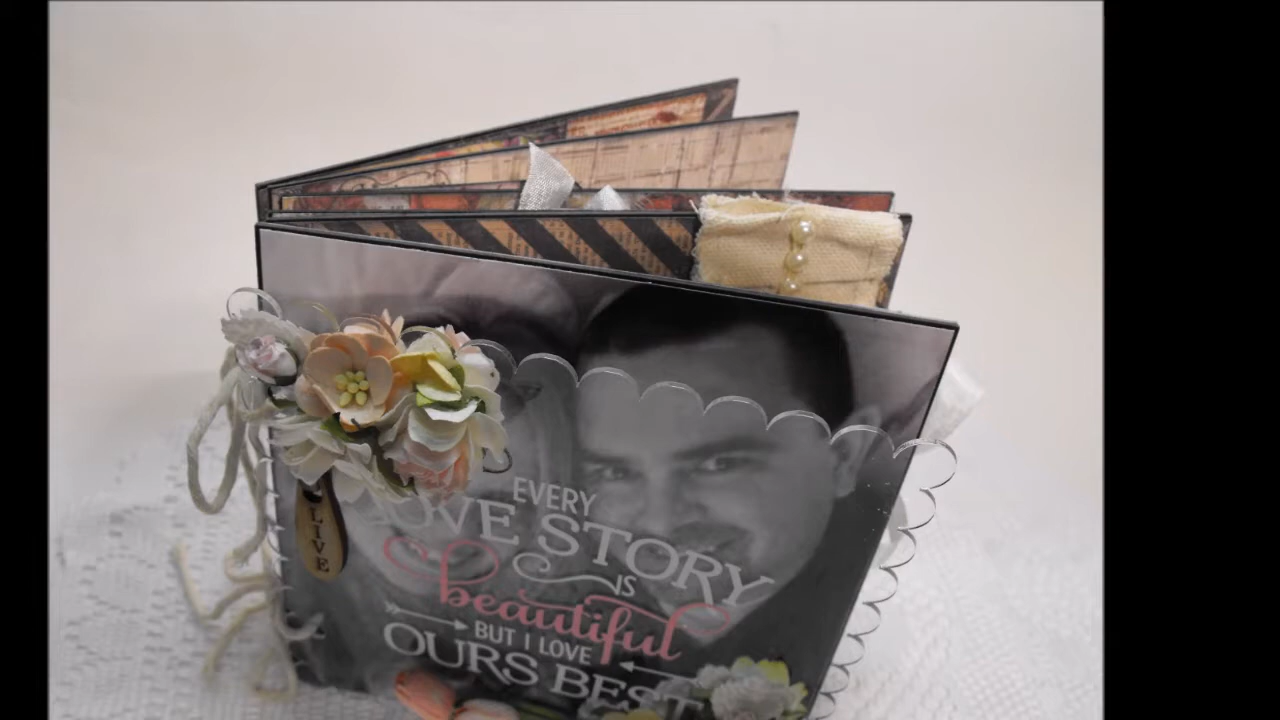 EVERY
LOVE STORY
IS
beautiful
BUT I LOVE
OURS BEST
LIVE